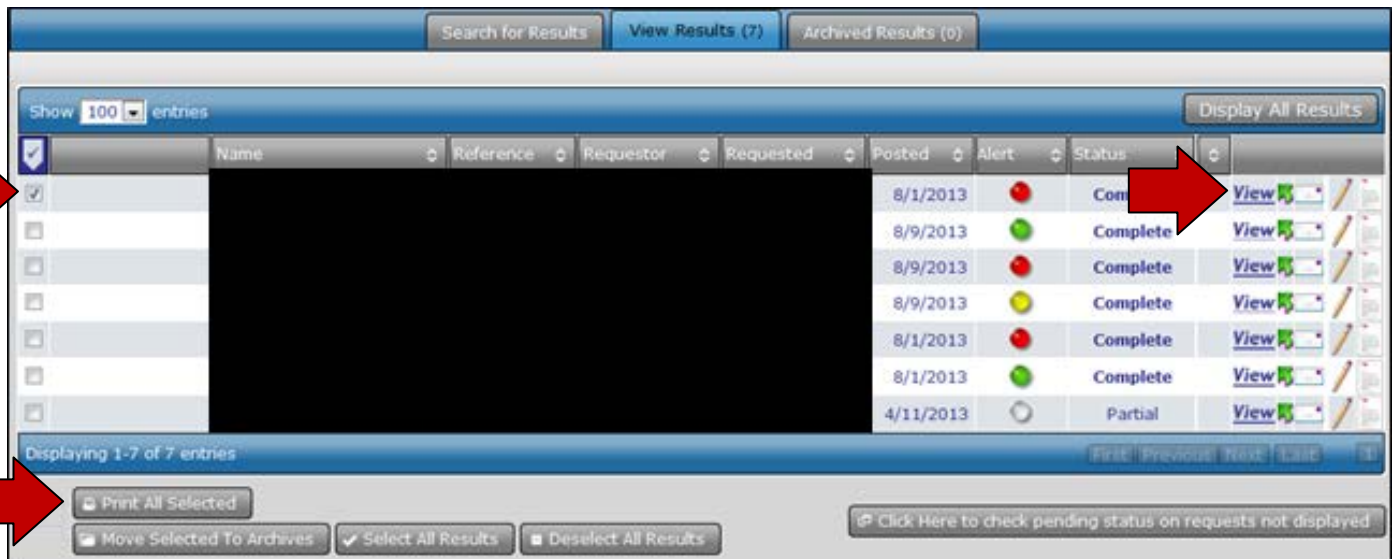 Search for Results View Results (7) Archived Results (0)
Show 100 entries Display All Results
Name Reference Requestor Requested Posted Alert Status
8/1/2013 Com View
8/9/2013 Complete View
8/9/2013 Complete View
8/9/2013 Complete View
8/1/2013 Complete View
8/1/2013 Complete View
4/11/2013 Partial View
Displaying 1-7 of 7 entries First Previous Next Last 1
Print All Selected
Click Here to check pending status on requests not displayed
Move Selected To Archives Select All Results Deselect All Results